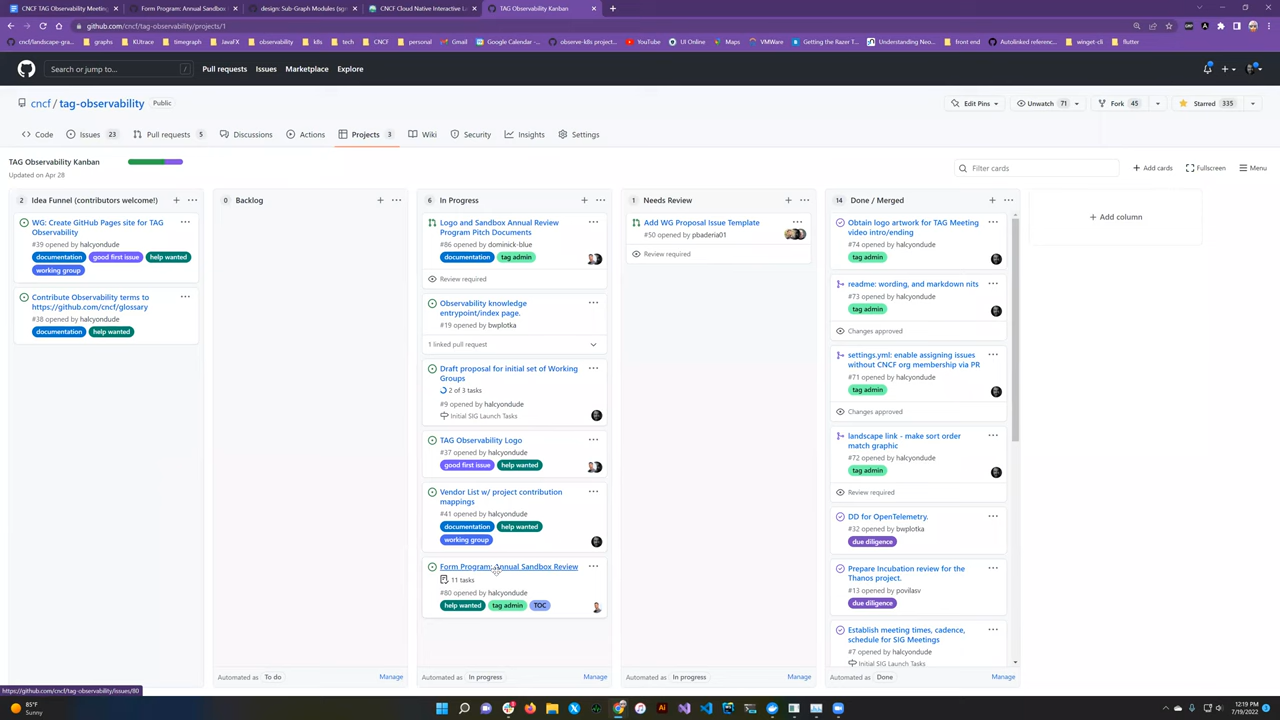 CNCF TAG Observability Meeting
Form Program: Annual Sandbox
design: Sub-Graph Modules (sgm
CNCF Cloud Native Interactive L
TAG Observability Kanban
github.com/cncf/tag-observability/projects/1
cncf/landscape-gra...
graphs
KUtrace
timegraph
JavaFX
observability
k8s
tech
CNCF
personal
Gmail
Google Calendar -...
observe-k8s project...
YouTube
UI Online
Maps
VMWare
Getting the Razer T...
Understanding Neo...
front end
Autolinked referenc...
winget-cli
flutter
Search or jump to...
/
Pull requests
Issues
Marketplace
Explore
cncf / tag-observability
Public
Edit Pins
Unwatch 71
Fork 45
Starred 335
Code
Issues 23
Pull requests 5
Discussions
Actions
Projects 3
Wiki
Security
Insights
Settings
TAG Observability Kanban
Updated on Apr 28
Filter cards
Add cards
Fullscreen
Menu
2 Idea Funnel (contributors welcome!)
WG: Create GitHub Pages site for TAG
Observability
#39 opened by halcyondude
documentation good first issue help wanted
working group
Contribute Observability terms to
https://github.com/cncf/glossary
#38 opened by halcyondude
documentation help wanted
0 Backlog
Automated as To do
Manage
6 In Progress
Logo and Sandbox Annual Review
Program Pitch Documents
#86 opened by dominick-blue
documentation tag admin
Review required
Observability knowledge
entrypoint/index page.
#19 opened by bwplotka
1 linked pull request
Draft proposal for initial set of Working
Groups
2 of 3 tasks
#9 opened by halcyondude
Initial SIG Launch Tasks
TAG Observability Logo
#37 opened by halcyondude
good first issue help wanted
Vendor List w/ project contribution
mappings
#41 opened by halcyondude
documentation help wanted
working group
Form Program: Annual Sandbox Review
11 tasks
#80 opened by halcyondude
help wanted tag admin TOC
Automated as In progress
Manage
1 Needs Review
Add WG Proposal Issue Template
#50 opened by pbaderia01
Review required
Automated as In progress
Manage
14 Done / Merged
Obtain logo artwork for TAG Meeting
video intro/ending
#74 opened by halcyondude
tag admin
readme: wording, and markdown nits
#73 opened by halcyondude
tag admin
Changes approved
settings.yml: enable assigning issues
without CNCF org membership via PR
#71 opened by halcyondude
tag admin
Changes approved
landscape link - make sort order
match graphic
#72 opened by halcyondude
tag admin
Review required
DD for OpenTelemetry.
#32 opened by bwplotka
due diligence
Prepare Incubation review for the
Thanos project.
#13 opened by povilasv
due diligence
Establish meeting times, cadence,
schedule for SIG Meetings
#7 opened by halcyondude
Initial SIG Launch Tasks
Automated as Done
Manage
Add column
https://github.com/cncf/tag-observability/issues/80
85°F
Sunny
12:19 PM
7/19/2022